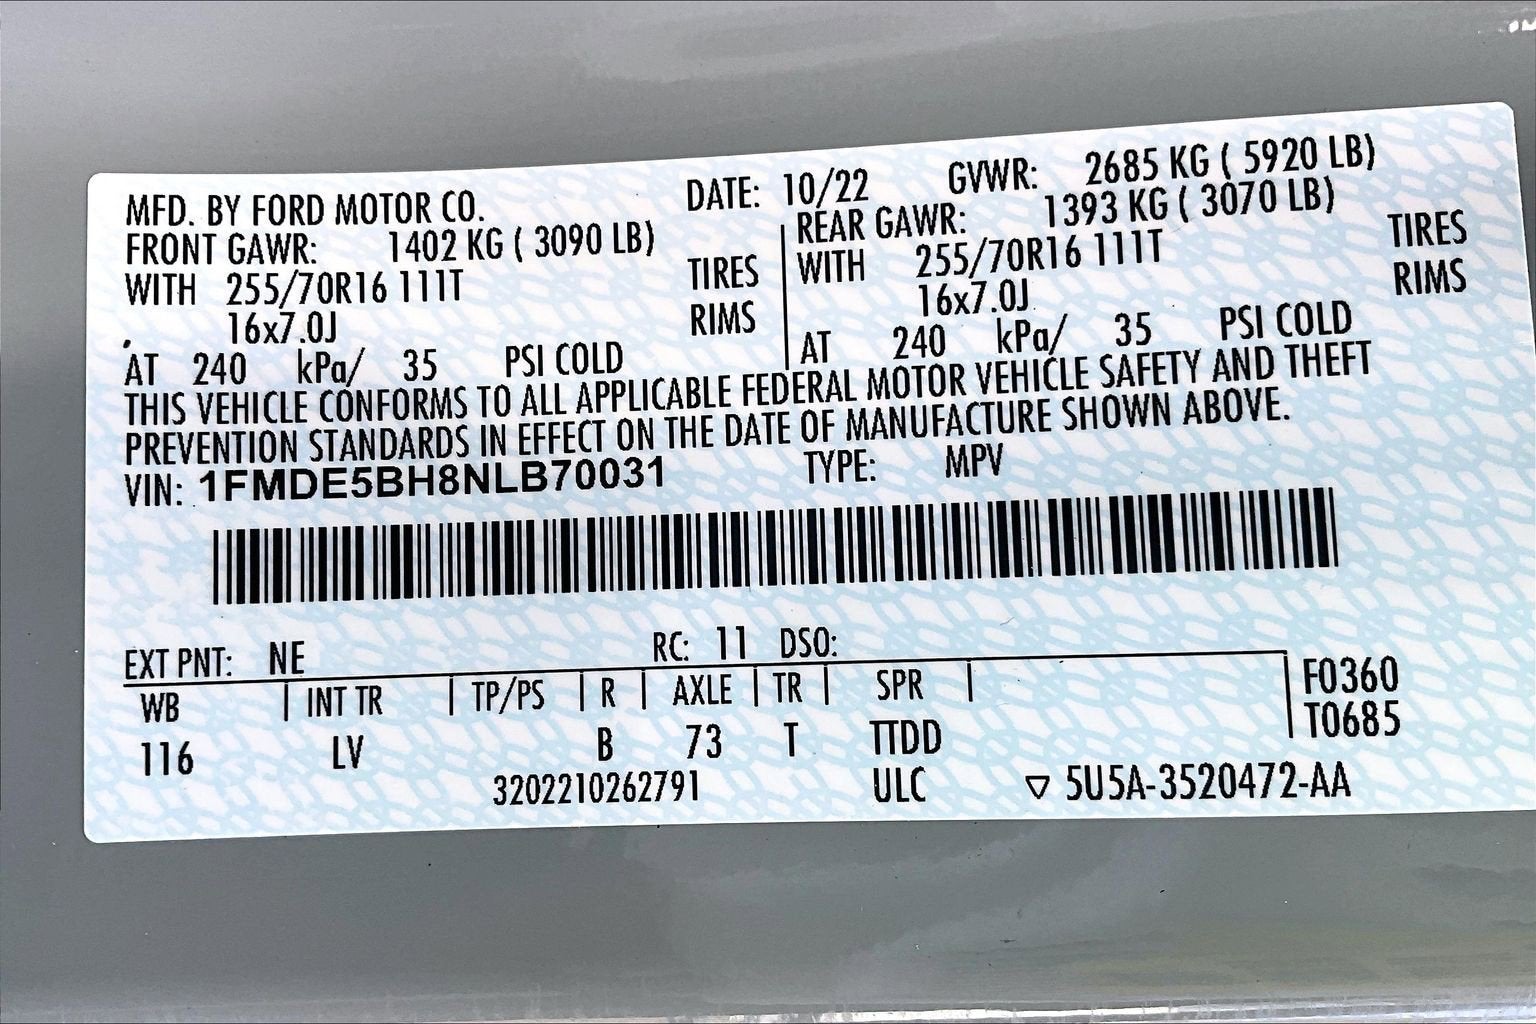 MFD. BY FORD MOTOR CO. DATE: 10/22 GVWR: 2685 KG ( 5920 LB)
FRONT GAWR: 1402 KG ( 3090 LB) REAR GAWR: 1393 KG ( 3070 LB)
WITH 255/70R16 111T TIRES WITH 255/70R16 111T TIRES
16x7.0J RIMS 16x7.0J RIMS
AT 240 kPa/ 35 PSI COLD AT 240 kPa/ 35 PSI COLD
THIS VEHICLE CONFORMS TO ALL APPLICABLE FEDERAL MOTOR VEHICLE SAFETY AND THEFT
PREVENTION STANDARDS IN EFFECT ON THE DATE OF MANUFACTURE SHOWN ABOVE.
VIN: 1FMDE5BH8NLB70031 TYPE: MPV
EXT PNT: NE RC: 11 DSO:
WB INT TR TP/PS R AXLE TR SPR F0360
116 LV B 73 T TTDD T0685
3202210262791 ULC ▽ 5U5A-3520472-AA